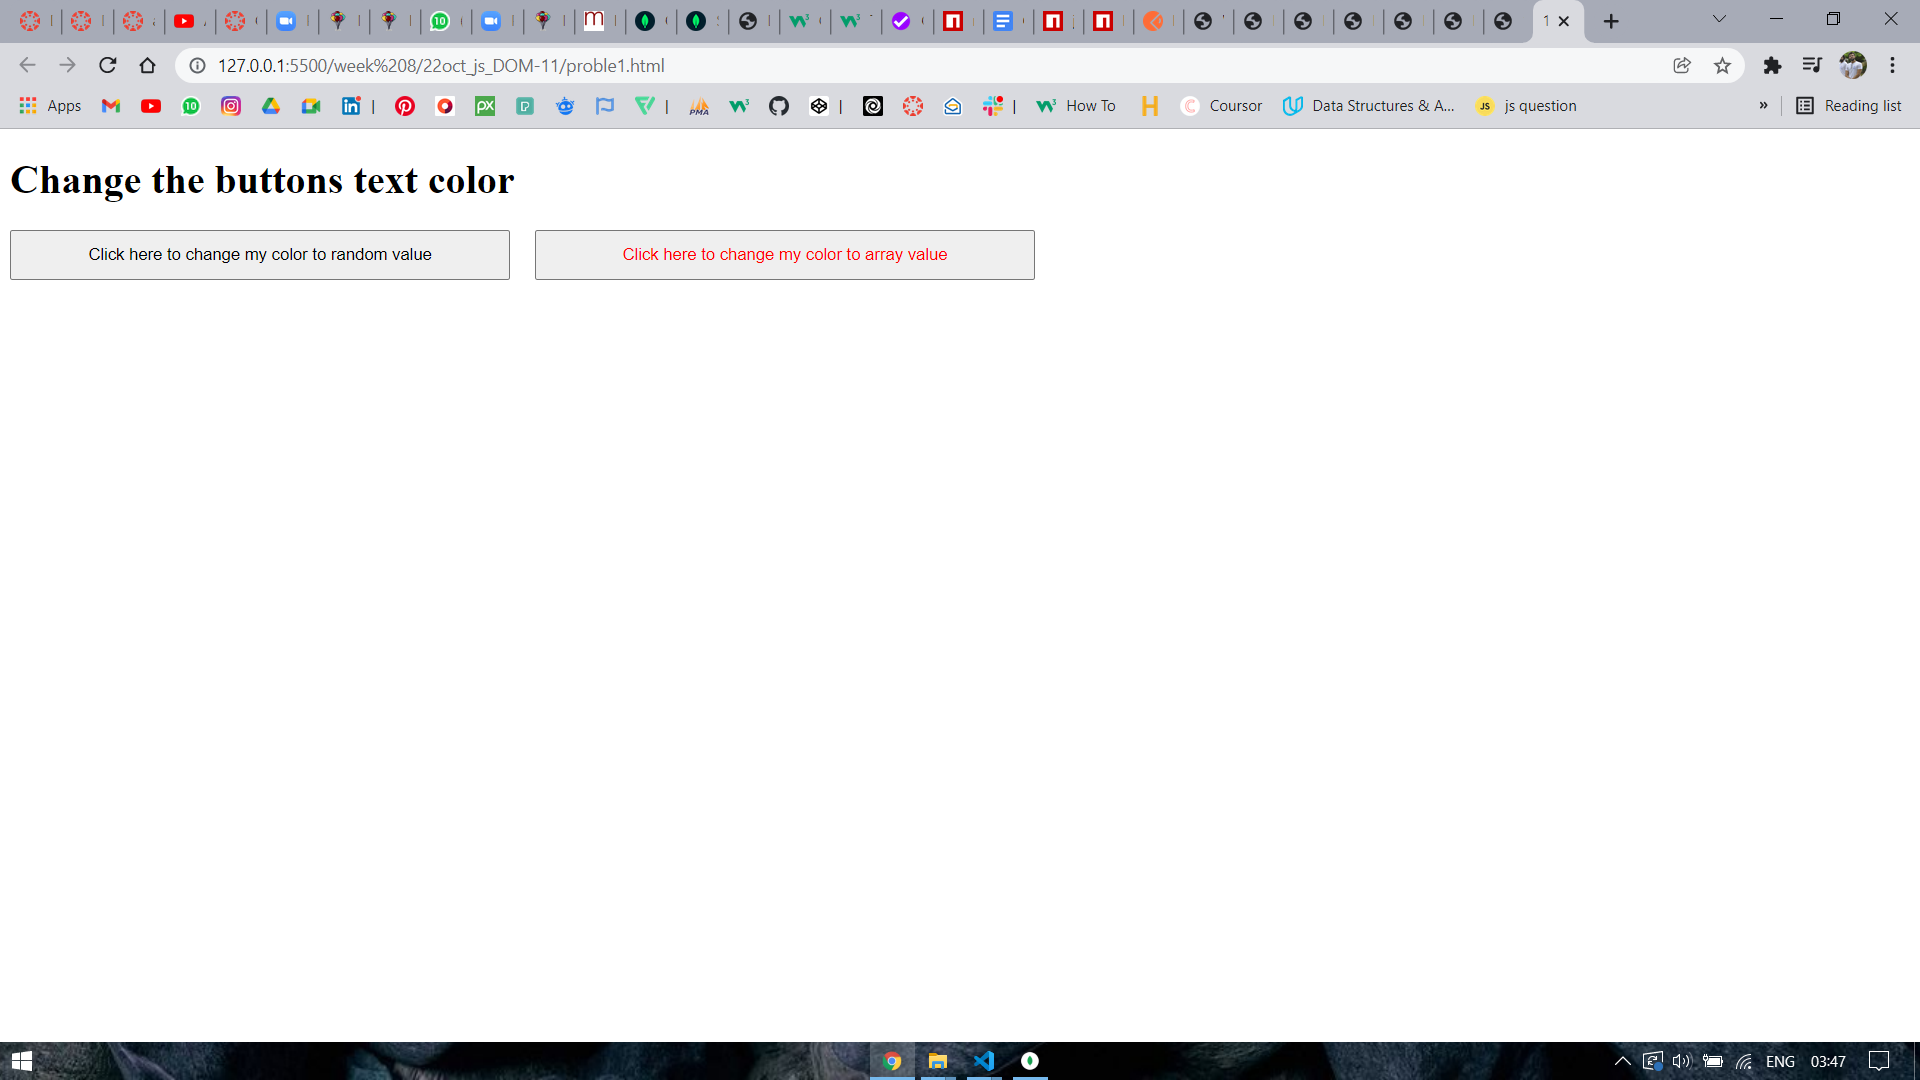 127.0.0.1:5500/week%208/22oct_js_DOM-11/proble1.html
Apps | PMA | | How To Coursor Data Structures & A... JS js question » Reading list
Change the buttons text color
Click here to change my color to random value
Click here to change my color to array value
ENG 03:47